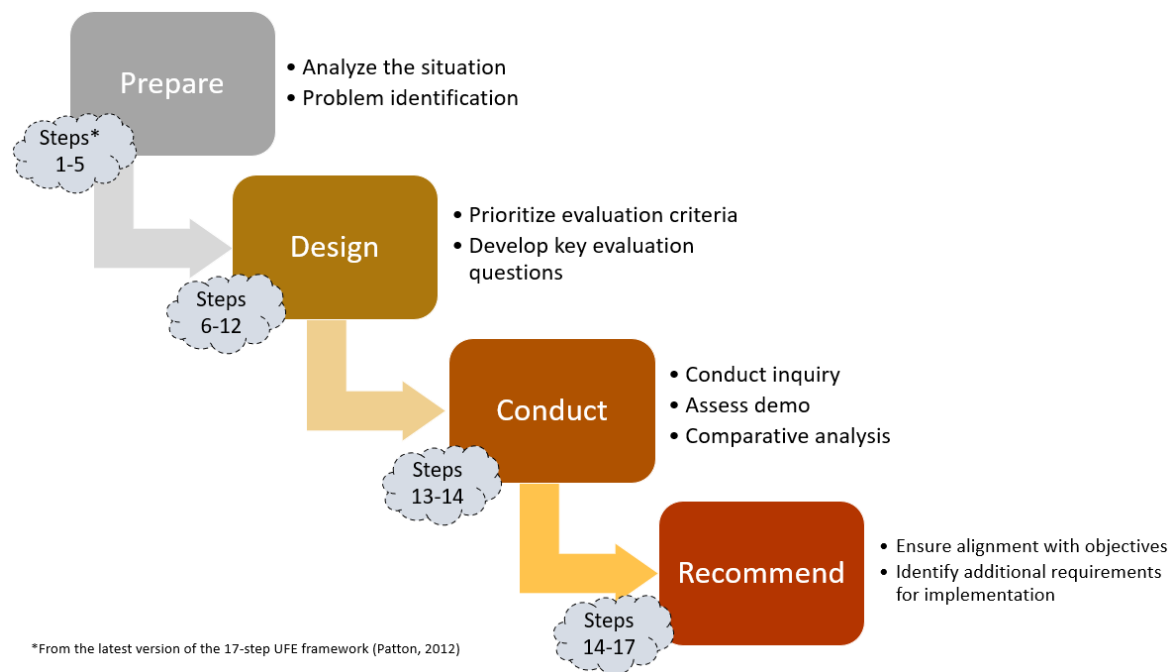 Prepare
• Analyze the situation
• Problem identification
Steps*
1-5
Design
• Prioritize evaluation criteria
• Develop key evaluation
questions
Steps
6-12
Conduct
• Conduct inquiry
• Assess demo
• Comparative analysis
Steps
13-14
Recommend
• Ensure alignment with objectives
• Identify additional requirements
for implementation
Steps
14-17
*From the latest version of the 17-step UFE framework (Patton, 2012)